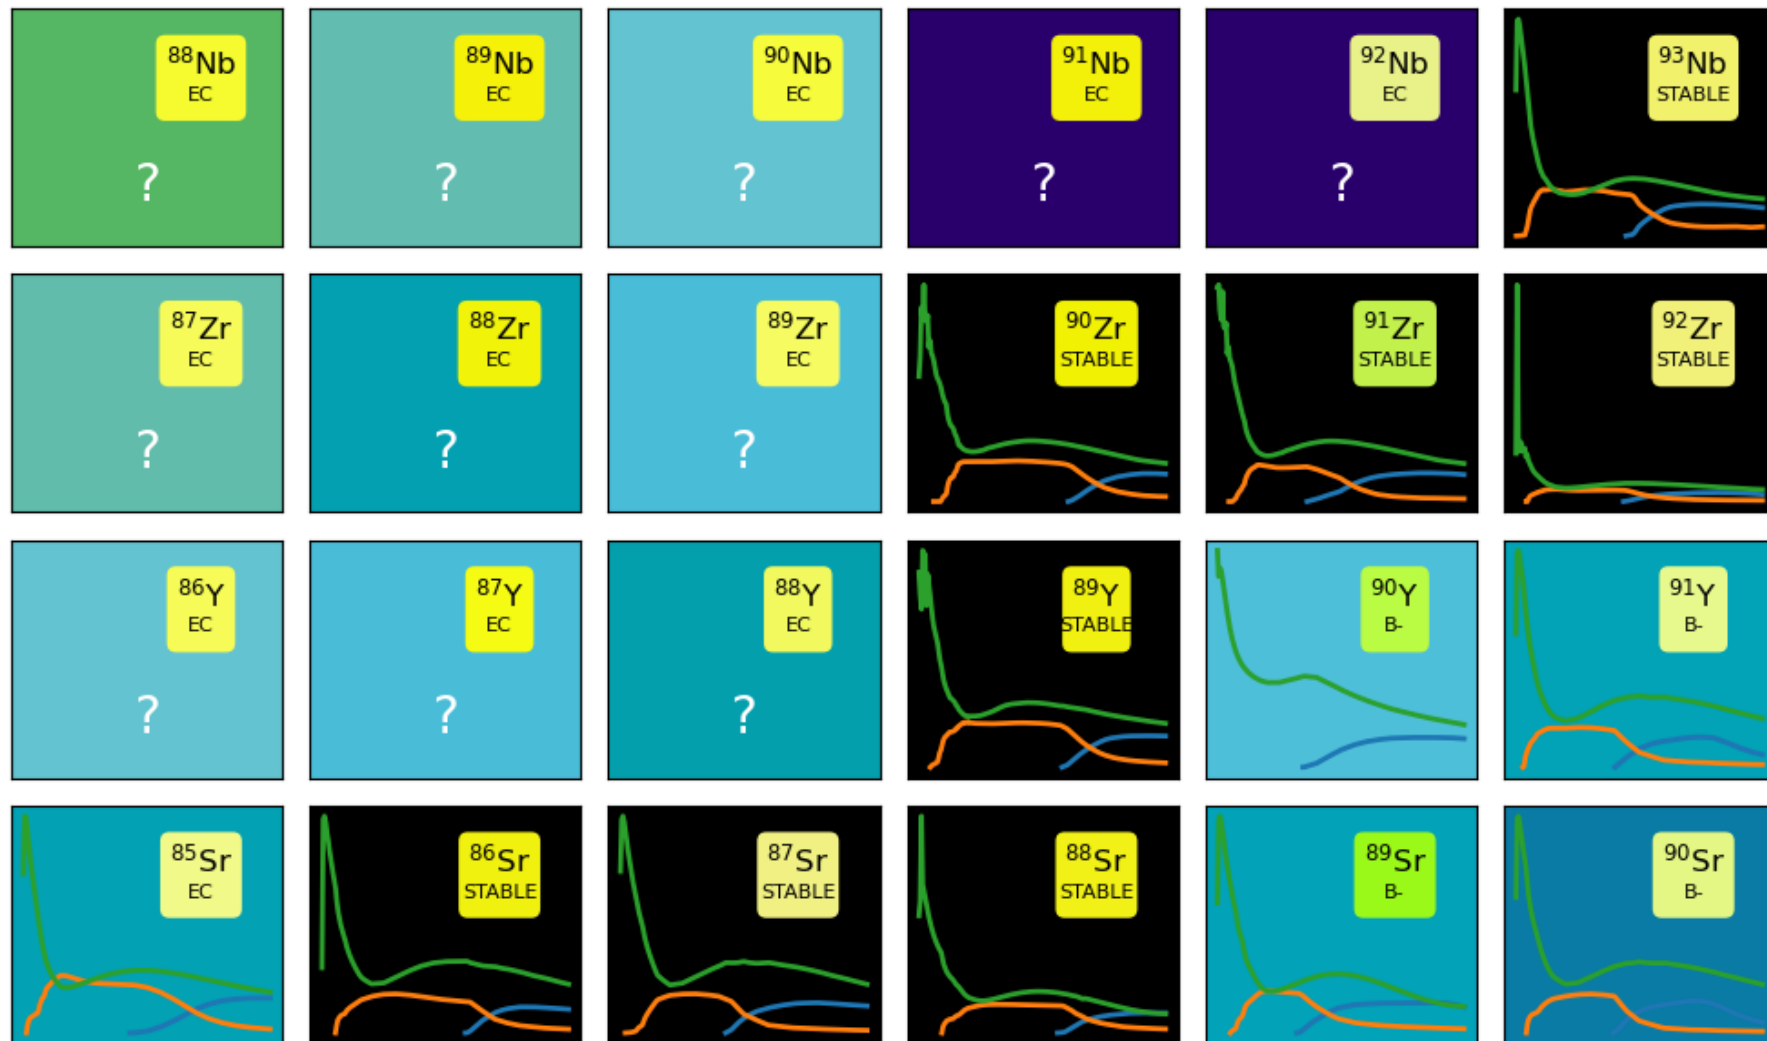 ⁸⁸Nb
EC
?
⁸⁹Nb
EC
?
⁹⁰Nb
EC
?
⁹¹Nb
EC
?
⁹²Nb
EC
?
⁹³Nb
STABLE
⁸⁷Zr
EC
?
⁸⁸Zr
EC
?
⁸⁹Zr
EC
?
⁹⁰Zr
STABLE
⁹¹Zr
STABLE
⁹²Zr
STABLE
⁸⁶Y
EC
?
⁸⁷Y
EC
?
⁸⁸Y
EC
?
⁸⁹Y
STABLE
⁹⁰Y
B-
⁹¹Y
B-
⁸⁵Sr
EC
⁸⁶Sr
STABLE
⁸⁷Sr
STABLE
⁸⁸Sr
STABLE
⁸⁹Sr
B-
⁹⁰Sr
B-